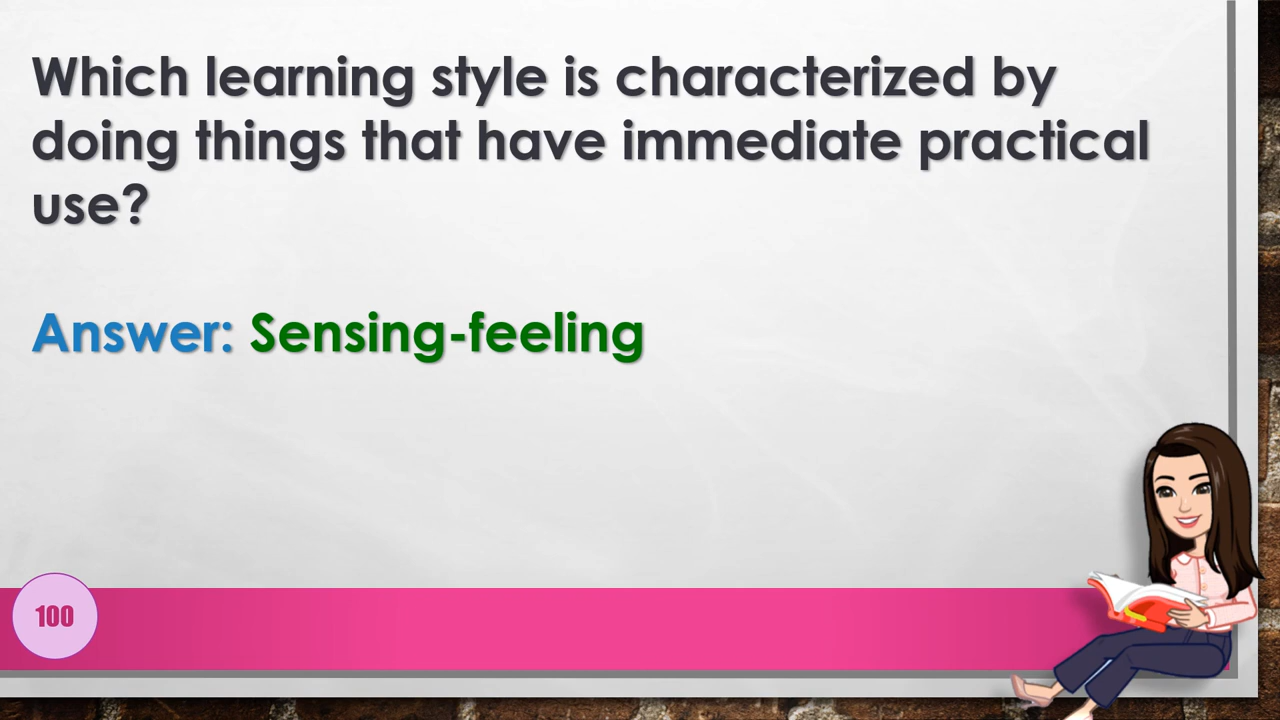 Which learning style is characterized by
doing things that have immediate practical
use?
Answer: Sensing-feeling
100